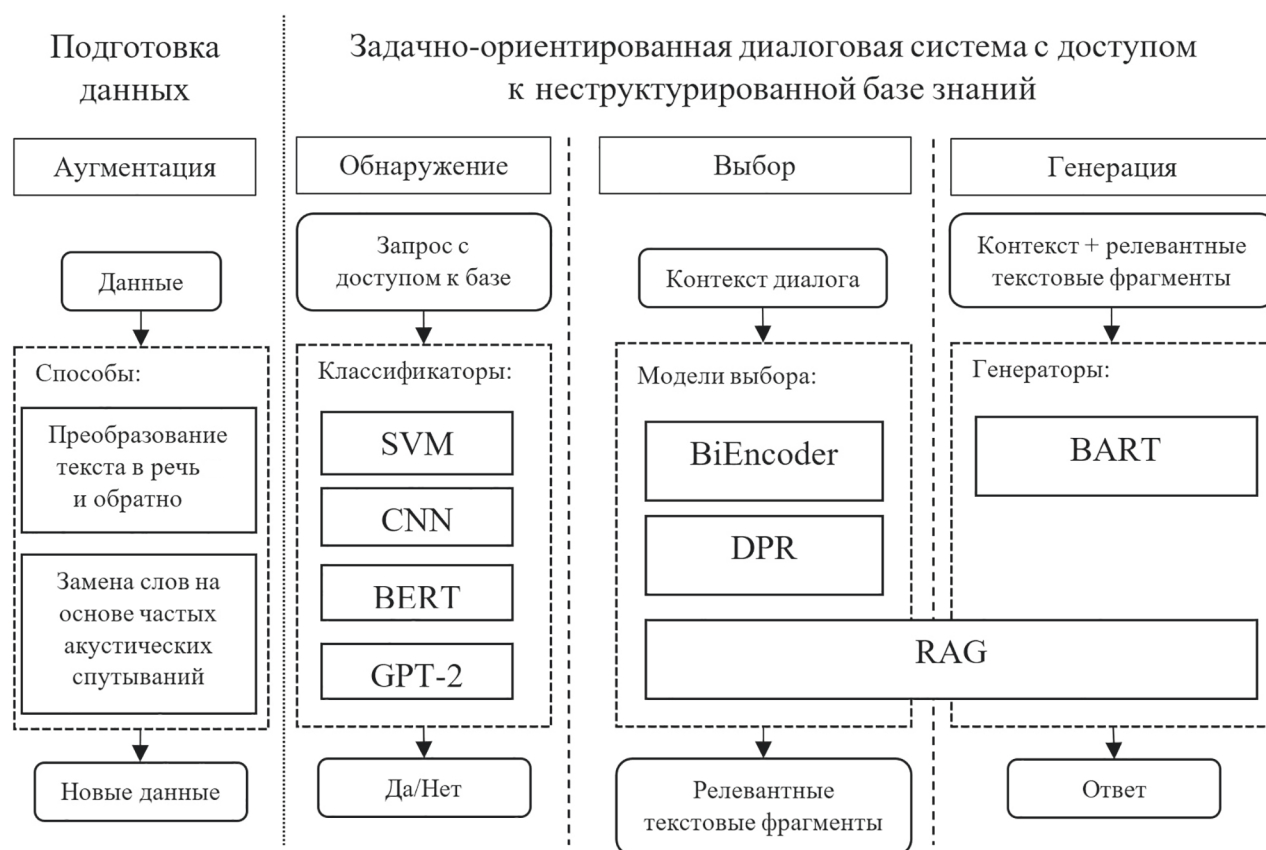 Подготовка
данных
Задачно-ориентированная диалоговая система с доступом
к неструктурированной базе знаний
Аугментация
Данные
Способы:
Преобразование
текста в речь
и обратно
Замена слов на
основе частых
акустических
спутываний
Новые данные
Обнаружение
Запрос с
доступом к базе
Классификаторы:
SVM
CNN
BERT
GPT-2
Да/Нет
Выбор
Контекст диалога
Модели выбора:
BiEncoder
DPR
RAG
Релевантные
текстовые фрагменты
Генерация
Контекст + релевантные
текстовые фрагменты
Генераторы:
BART
Ответ